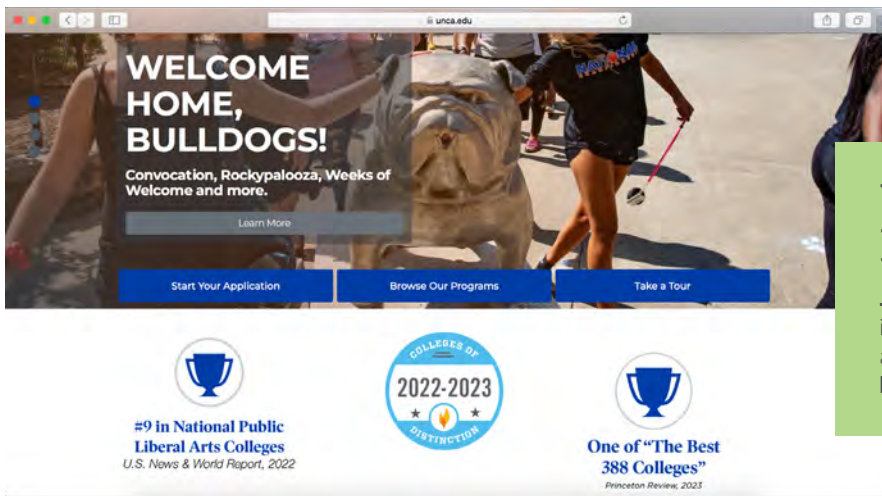 unca.edu
WELCOME
HOME,
BULLDOGS!
Convocation, Rockypalooza, Weeks of
Welcome and more.
Learn More
Start Your Application
Browse Our Programs
Take a Tour
#9 in National Public
Liberal Arts Colleges
U.S. News & World Report, 2022
COLLEGES OF
2022-2023
DISTINCTION
One of “The Best
388 Colleges”
Princeton Review, 2023